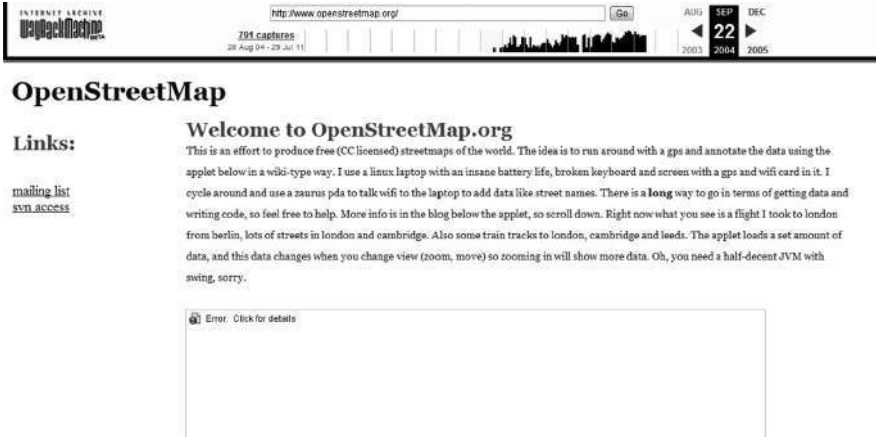 INTERNET ARCHIVE
WayBackMachine
BETA
http://www.openstreetmap.org/
Go
791 captures
28 Aug 04 - 29 Jul 11
AUG SEP DEC
22
2003 2004 2005
OpenStreetMap
Links:
mailing list
svn access
Welcome to OpenStreetMap.org
This is an effort to produce free (CC licensed) streetmaps of the world. The idea is to run around with a gps and annotate the data using the
applet below in a wiki-type way. I use a linux laptop with an insane battery life, broken keyboard and screen with a gps and wifi card in it. I
cycle around and use a zaurus pda to talk wifi to the laptop to add data like street names. There is a long way to go in terms of getting data and
writing code, so feel free to help. More info is in the blog below the applet, so scroll down. Right now what you see is a flight I took to london
from berlin, lots of streets in london and cambridge. Also some train tracks to london, cambridge and leeds. The applet loads a set amount of
data, and this data changes when you change view (zoom, move) so zooming in will show more data. Oh, you need a half-decent JVM with
swing, sorry.
Error. Click for details